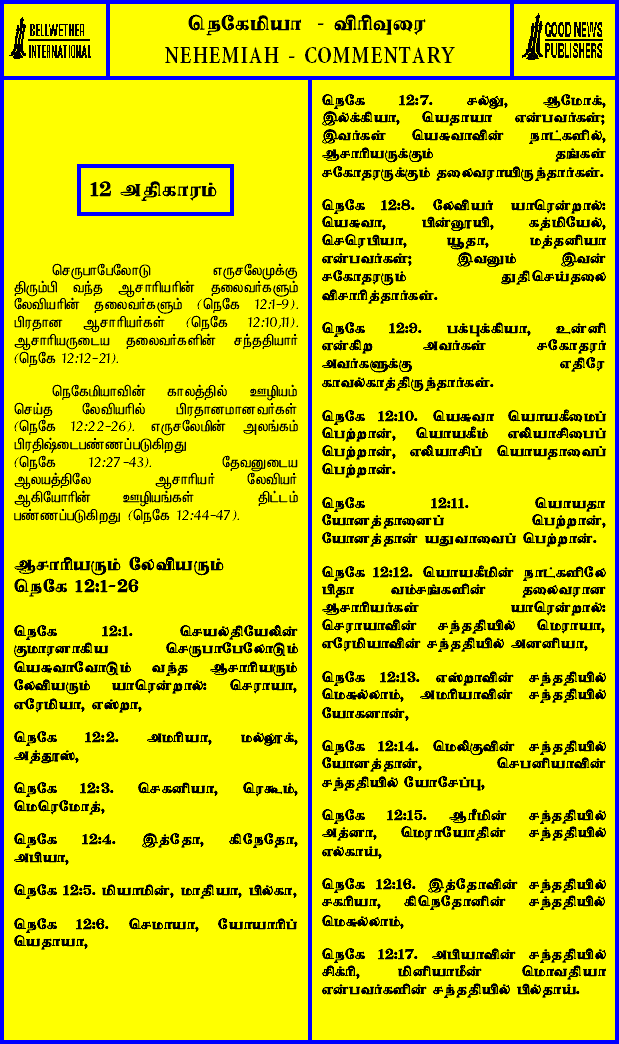 BELLWETHER
INTERNATIONAL
நெகேமியா - விரிவுரை
NEHEMIAH - COMMENTARY
GOOD NEWS
PUBLISHERS
12 அதிகாரம்
செருபாபேலோடு எருசலேமுக்கு
திரும்பி வந்த ஆசாரியரின் தலைவர்களும்
லேவியரின் தலைவர்களும் (நெகே 12:1-9).
பிரதான ஆசாரியர்கள் (நெகே 12:10,11).
ஆசாரியருடைய தலைவர்களின் சந்ததியார்
(நெகே 12:12-21).
நெகேமியாவின் காலத்தில் ஊழியம்
செய்த லேவியரில் பிரதானமானவர்கள்
(நெகே 12:22-26). எருசலேமின் அலங்கம்
பிரதிஷ்டைபண்ணப்படுகிறது
(நெகே 12:27-43). தேவனுடைய
ஆலயத்திலே ஆசாரியர் லேவியர்
ஆகியோரின் ஊழியங்கள் திட்டம்
பண்ணப்படுகிறது (நெகே 12:44-47).
ஆசாரியரும் லேவியரும்
நெகே 12:1-26
நெகே 12:1. செயல்தியேலின்
குமாரனாகிய செருபாபேலோடும்
யெசுவாவோடும் வந்த ஆசாரியரும்
லேவியரும் யாரென்றால்: செராயா,
எரேமியா, எஸ்றா,
நெகே 12:2. அமரியா, மல்லூக்,
அத்தூஸ்,
நெகே 12:3. செகனியா, ரெகூம்,
மெரெமோத்,
நெகே 12:4. இத்தோ, கிநேதோ,
அபியா,
நெகே 12:5. மியாமின், மாதியா, பில்கா,
நெகே 12:6. செமாயா, யோயாரிப்
யெதாயா,
நெகே 12:7. சல்லு, ஆமோக்,
இல்க்கியா, யெதாயா என்பவர்கள்;
இவர்கள் யெசுவாவின் நாட்களில்,
ஆசாரியருக்கும் தங்கள்
சகோதரருக்கும் தலைவராயிருந்தார்கள்.
நெகே 12:8. லேவியர் யாரென்றால்:
யெசுவா, பின்னூயி, கத்மியேல்,
செரெபியா, யூதா, மத்தனியா
என்பவர்கள்; இவனும் இவன்
சகோதரரும் துதிசெய்தலை
விசாரித்தார்கள்.
நெகே 12:9. பக்புக்கியா, உன்னி
என்கிற அவர்கள் சகோதரர்
அவர்களுக்கு எதிரே
காவல்காத்திருந்தார்கள்.
நெகே 12:10. யெசுவா யொயகீமைப்
பெற்றான், யொயகீம் எலியாசிபைப்
பெற்றான், எலியாசிப் யொயதாவைப்
பெற்றான்.
நெகே 12:11. யொயதா
யோனத்தானைப் பெற்றான்,
யோனத்தான் யதுவாவைப் பெற்றான்.
நெகே 12:12. யொயகீமின் நாட்களிலே
பிதா வம்சங்களின் தலைவரான
ஆசாரியர்கள் யாரென்றால்:
செராயாவின் சந்ததியில் மெராயா,
எரேமியாவின் சந்ததியில் அனனியா,
நெகே 12:13. எஸ்றாவின் சந்ததியில்
மெசுல்லாம், அமரியாவின் சந்ததியில்
யோகனான்,
நெகே 12:14. மெலிகுவின் சந்ததியில்
யோனத்தான், செபனியாவின்
சந்ததியில் யோசேப்பு,
நெகே 12:15. ஆரீமின் சந்ததியில்
அத்னா, மெராயோதின் சந்ததியில்
எல்காய்,
நெகே 12:16. இத்தோவின் சந்ததியில்
சகரியா, கிநெதோனின் சந்ததியில்
மெசுல்லாம்,
நெகே 12:17. அபியாவின் சந்ததியில்
சிக்ரி, மினியாமீன் மொவதியா
என்பவர்களின் சந்ததியில் பில்தாய்.